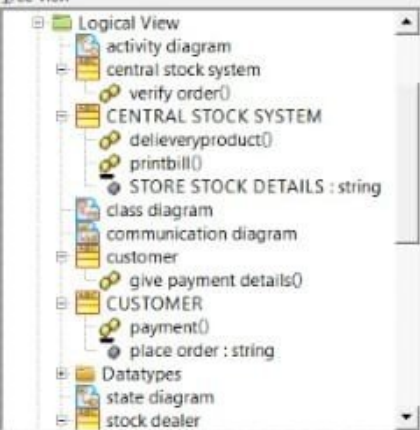 Logical View
activity diagram
central stock system
verify order()
CENTRAL STOCK SYSTEM
delieveryproduct()
printbill()
STORE STOCK DETAILS : string
class diagram
communication diagram
customer
give payment details()
CUSTOMER
payment()
place order : string
Datatypes
state diagram
stock dealer